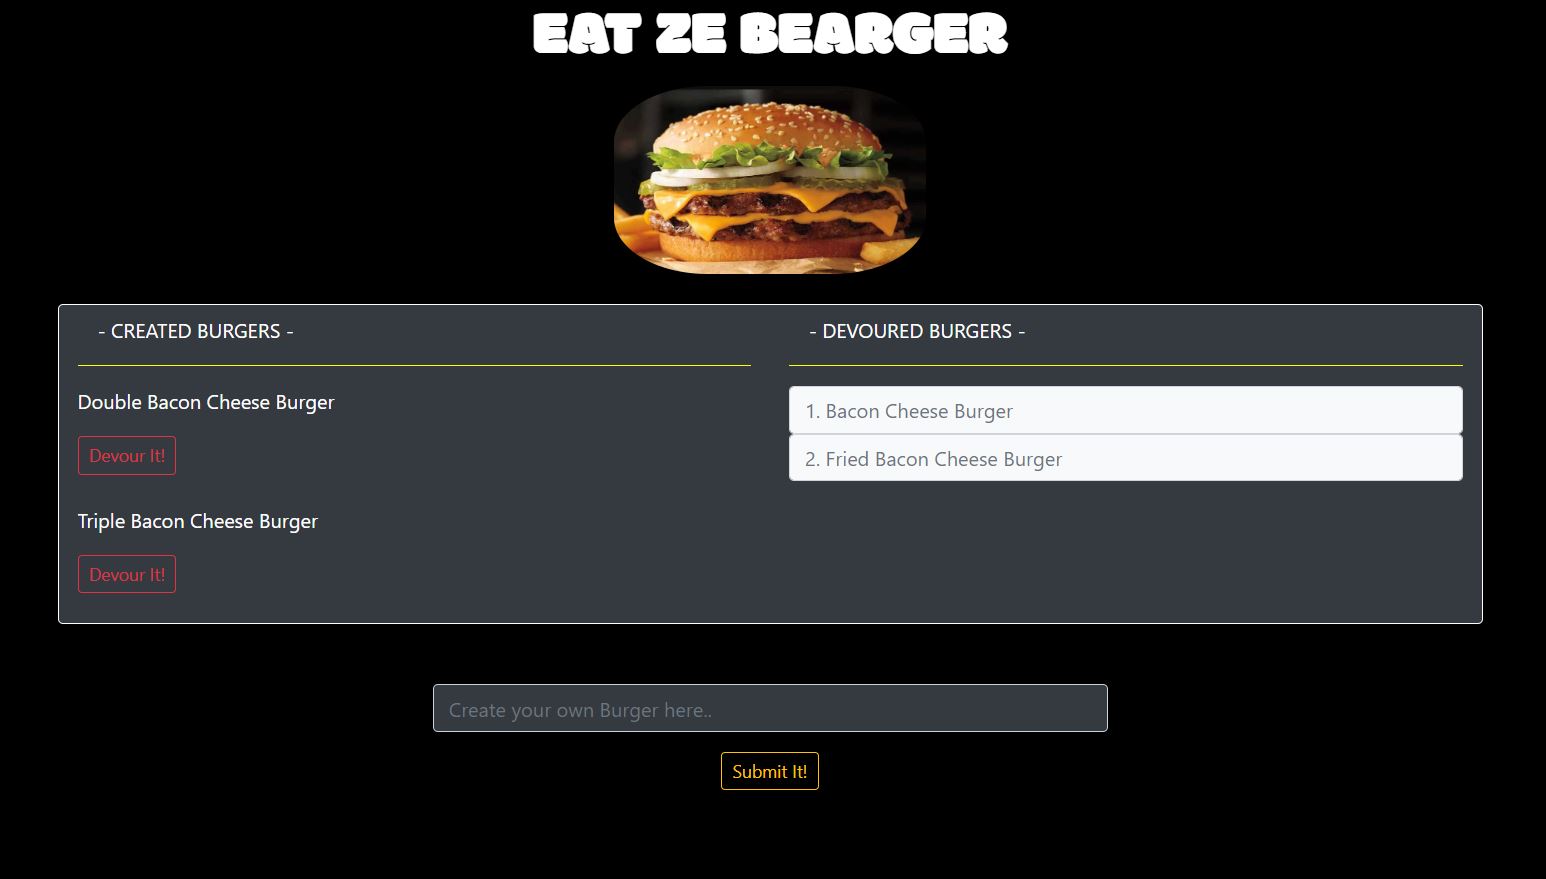 EAT ZE BEARGER
- CREATED BURGERS -
Double Bacon Cheese Burger
Devour It!
Triple Bacon Cheese Burger
Devour It!
- DEVOURED BURGERS -
1. Bacon Cheese Burger
2. Fried Bacon Cheese Burger
Create your own Burger here..
Submit It!